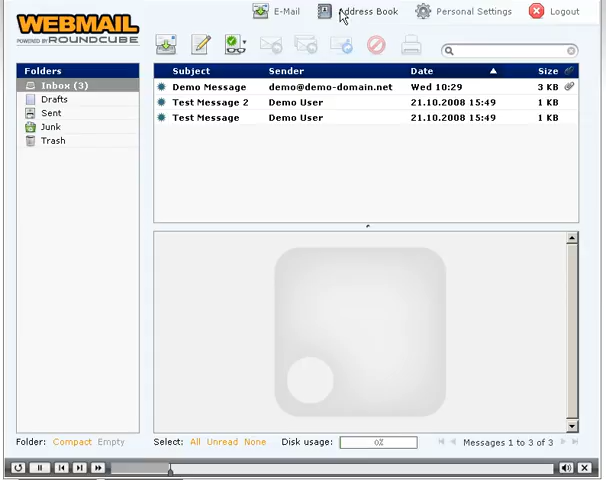 WEBMAIL
POWERED BY ROUNDCUBE
E-Mail Address Book Personal Settings Logout
Folders
Inbox (3)
Drafts
Sent
Junk
Trash
Subject Sender Date Size
Demo Message demo@demo-domain.net Wed 10:29 3 KB
Test Message 2 Demo User 21.10.2008 15:49 1 KB
Test Message Demo User 21.10.2008 15:49 1 KB
Folder: Compact Empty
Select: All Unread None Disk usage: 0% Messages 1 to 3 of 3